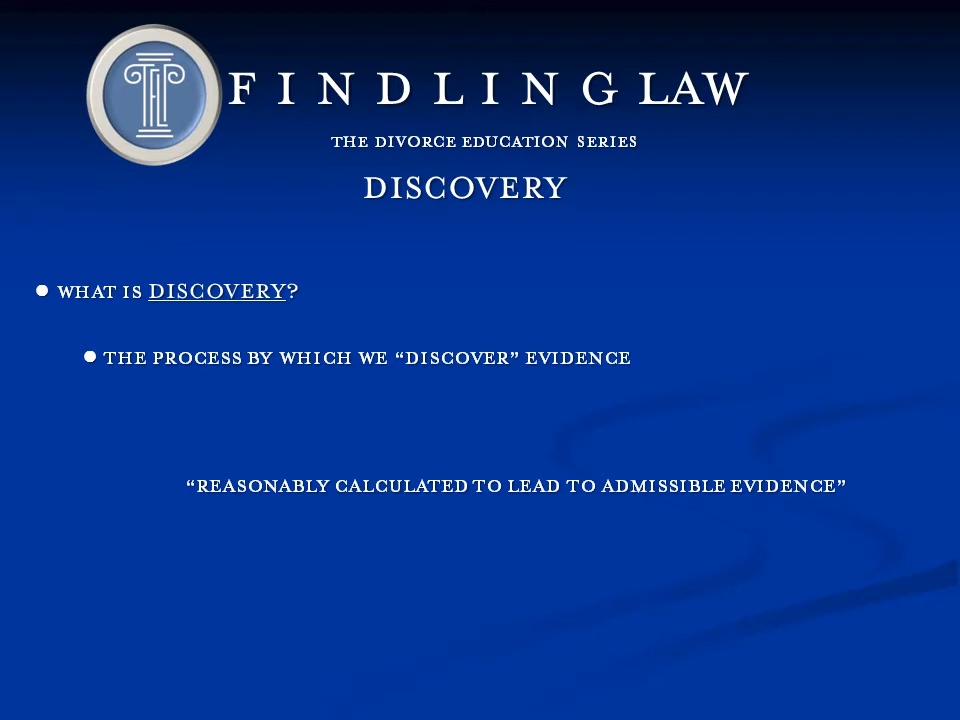 F I N D L I N G LAW
THE DIVORCE EDUCATION SERIES
DISCOVERY
• WHAT IS DISCOVERY?
• THE PROCESS BY WHICH WE “DISCOVER” EVIDENCE
“REASONABLY CALCULATED TO LEAD TO ADMISSIBLE EVIDENCE”